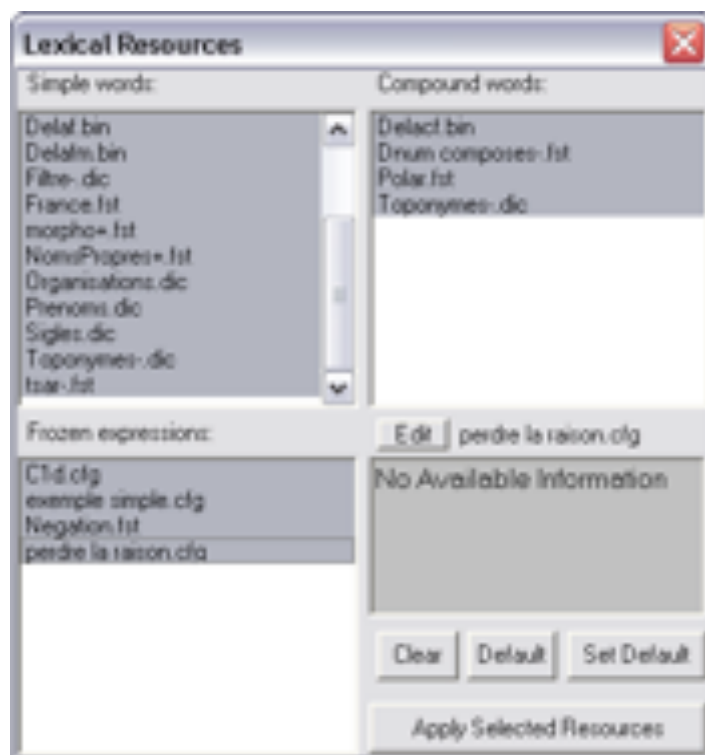 Lexical Resources
Simple words:
Delaf.bin
Delafm.bin
Filtre-.dic
France.fst
morpho+.fst
NomsPropres+.fst
Organisations.dic
Prenoms.dic
Sigles.dic
Toponymes-.dic
tsar-.fst
Compound words:
Delacf.bin
Dnum composes-.fst
Polar.fst
Toponymes-.dic
Frozen expressions:
C1d.cfg
exemple simple.cfg
Negation.fst
perdre la raison.cfg
Edit perdre la raison.cfg
No Available Information
Clear Default Set Default
Apply Selected Resources